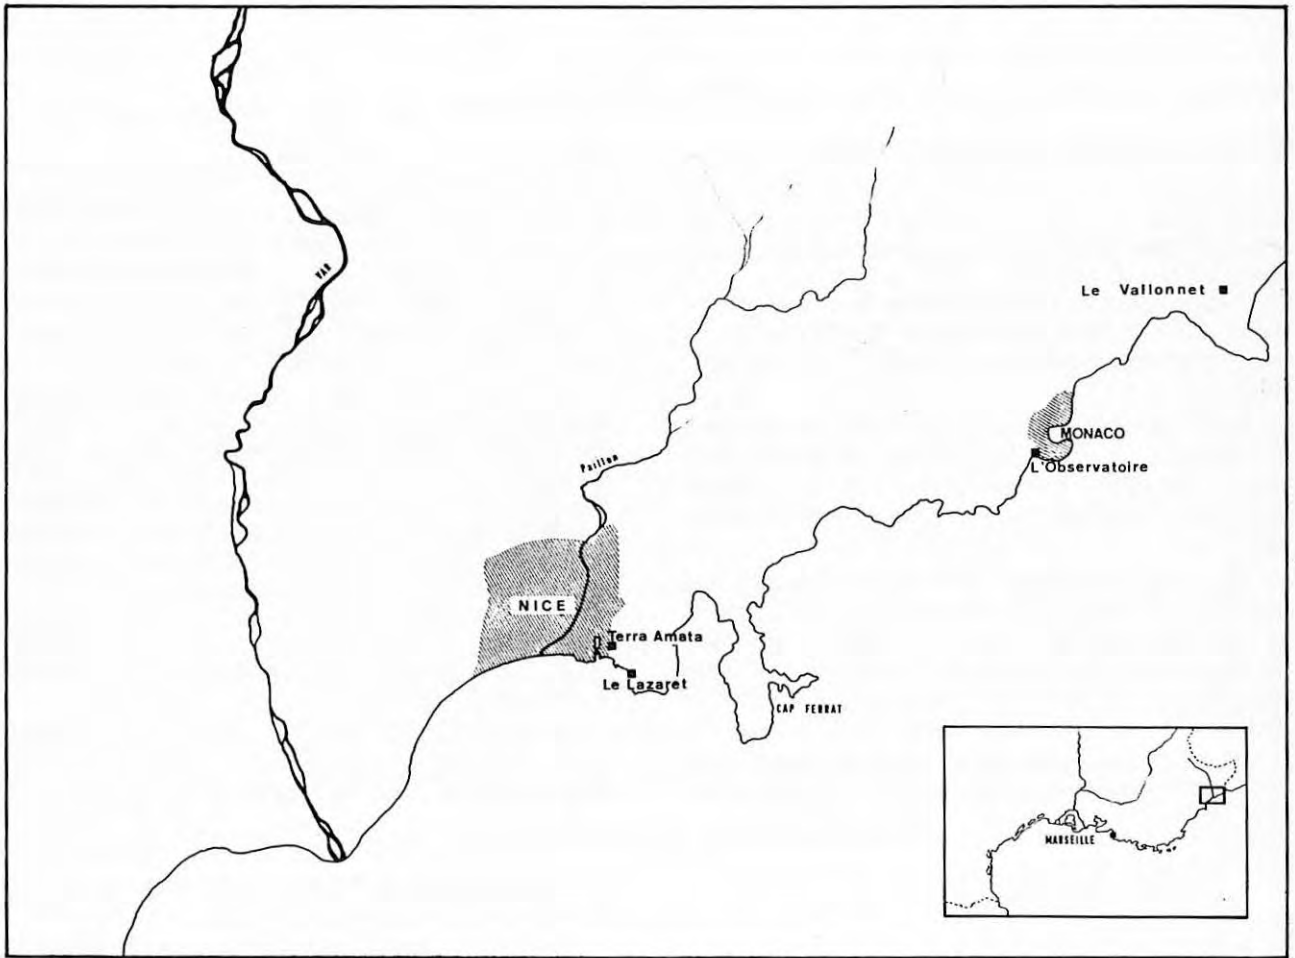 VAR
Le Vallonnet
MONACO
L'Observatoire
Paillon
NICE
Terra Amata
Le Lazaret
CAP FERRAT
MARSEILLE